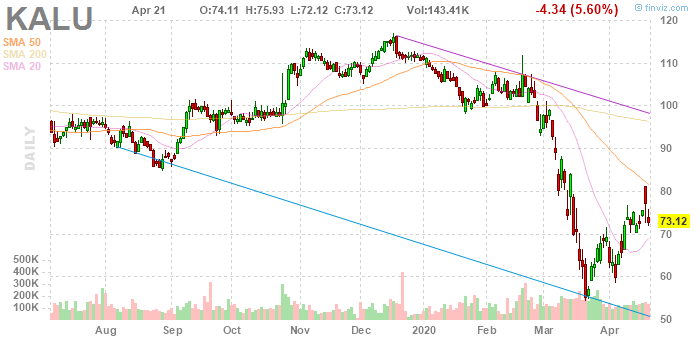 KALU Apr 21 O:74.11 H:75.93 L:72.12 C:73.12 Vol:143.41K -4.34 (5.60%)
© finviz.com
SMA 50
SMA 200
SMA 20
DAILY
120
110
100
90
80
73.12
70
60
50
500K
400K
300K
200K
100K
Aug Sep Oct Nov Dec 2020 Feb Mar Apr